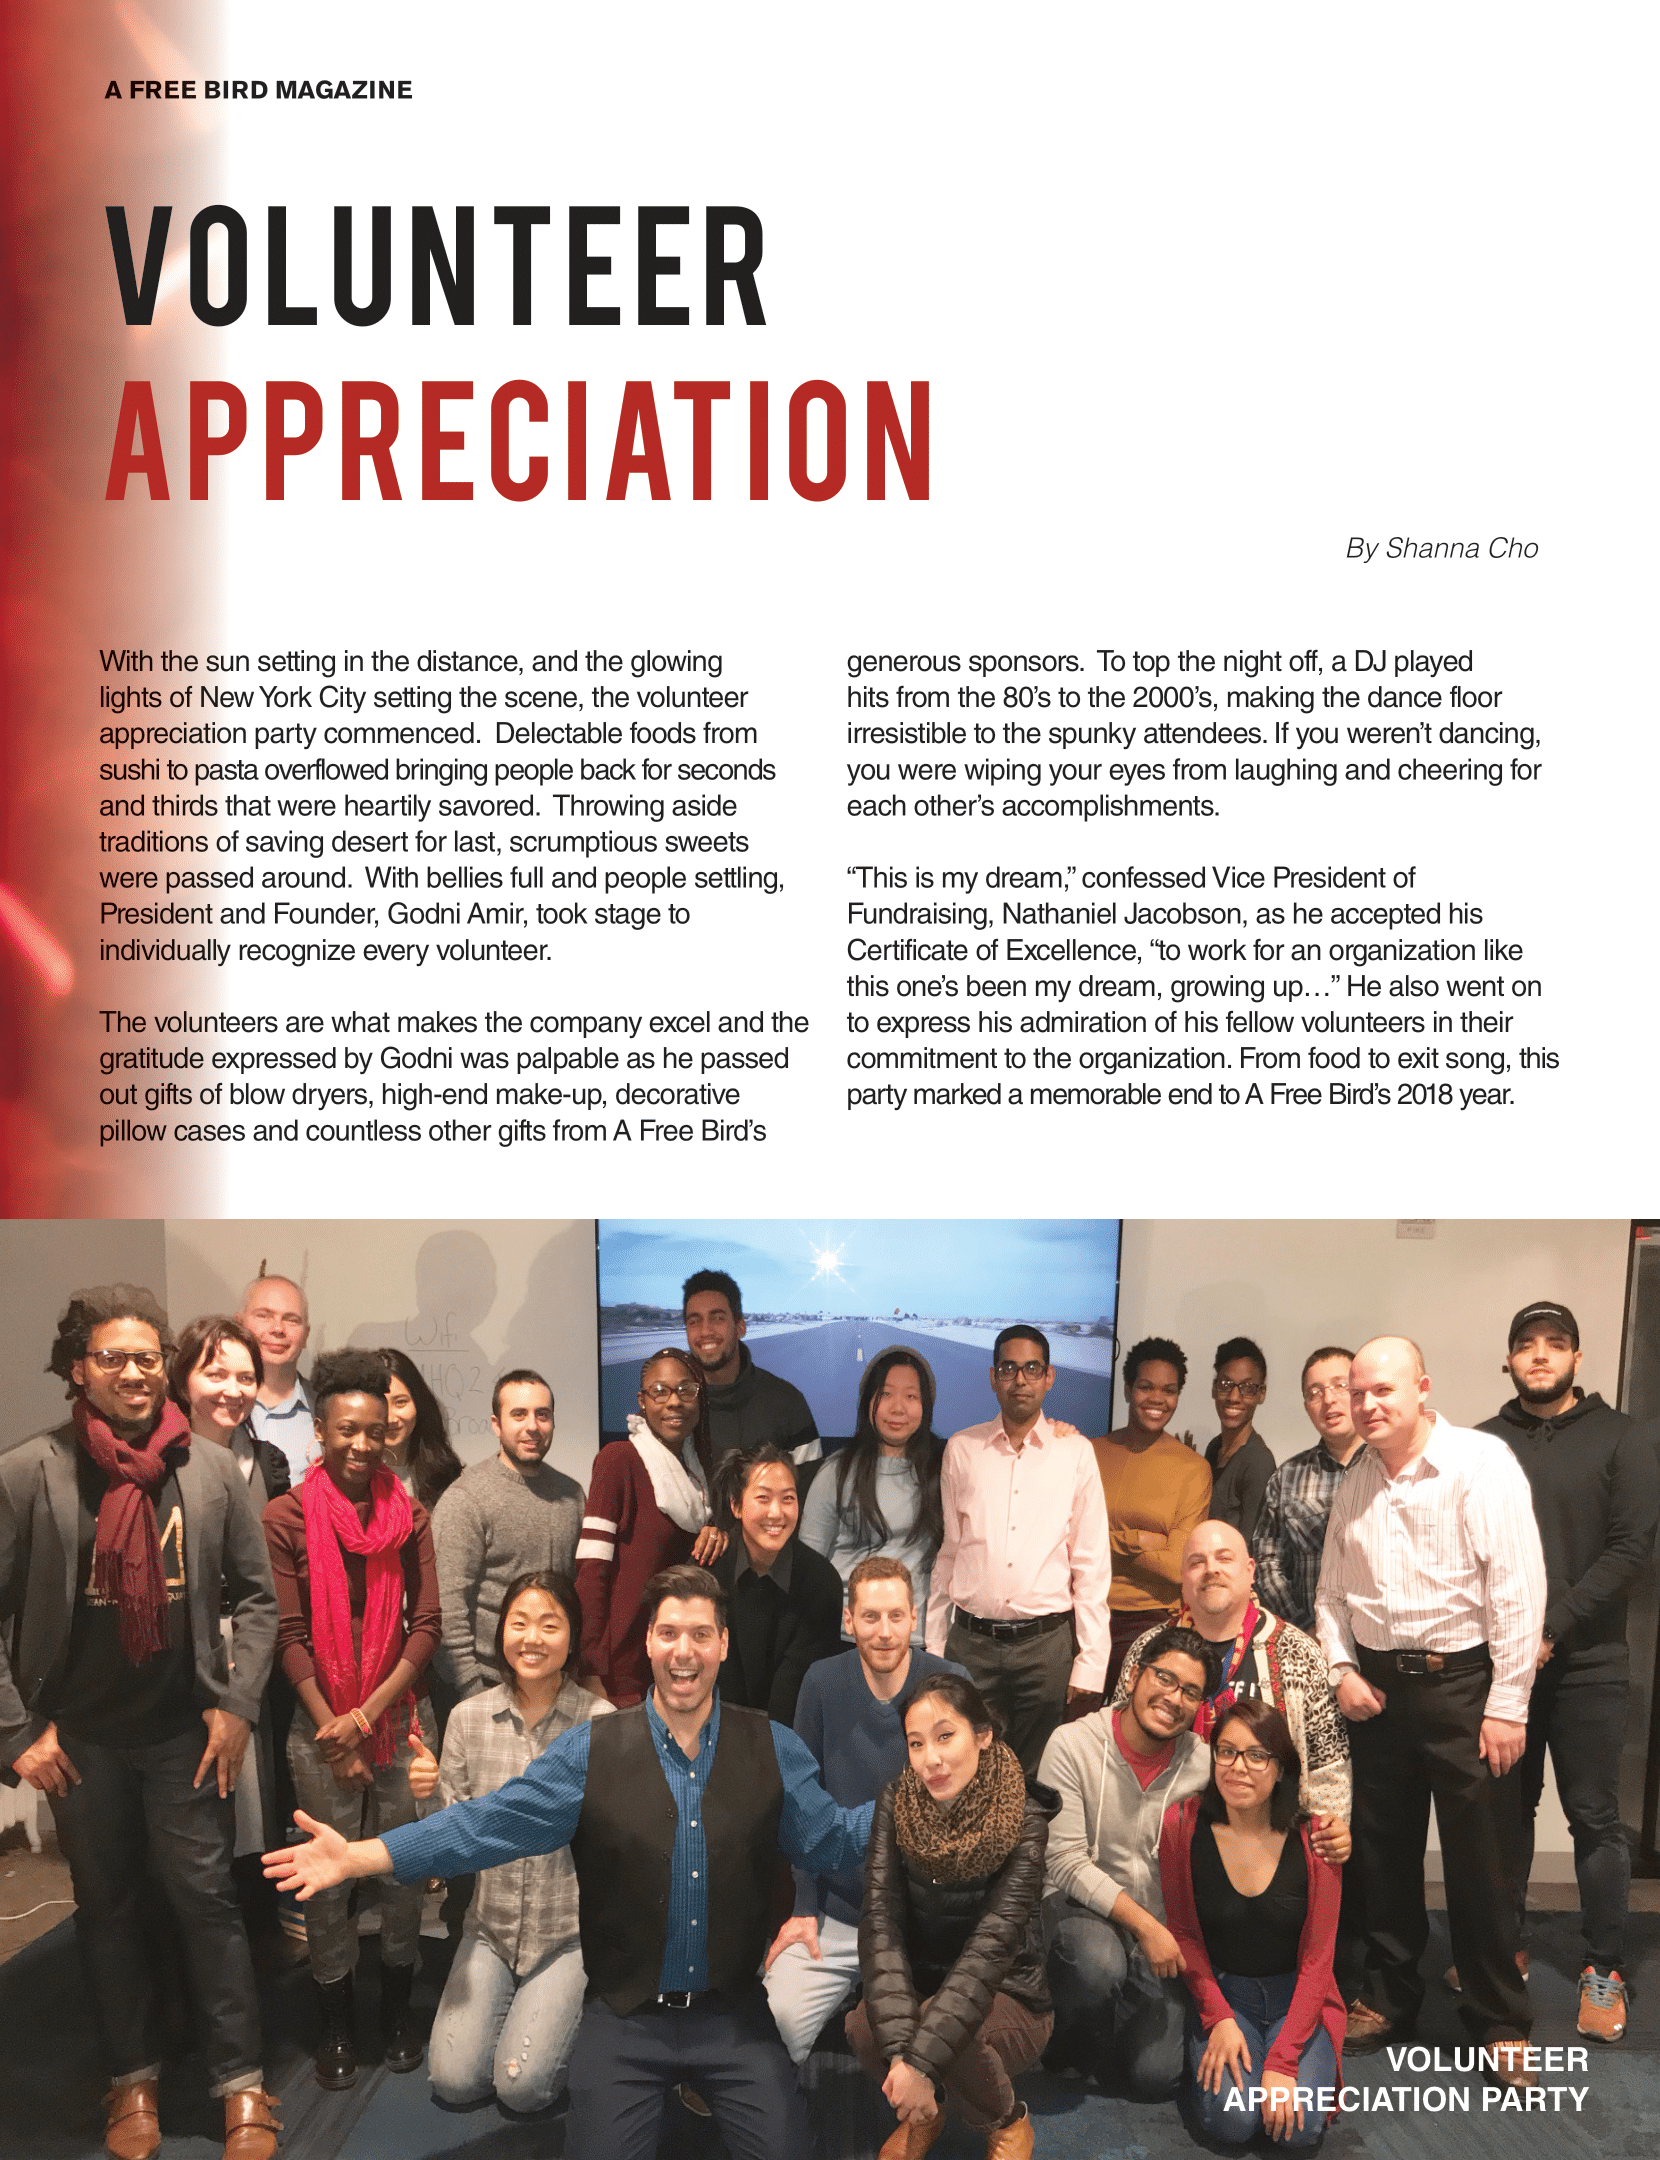 A FREE BIRD MAGAZINE
VOLUNTEER
APPRECIATION
By Shanna Cho
With the sun setting in the distance, and the glowing
lights of New York City setting the scene, the volunteer
appreciation party commenced.  Delectable foods from
sushi to pasta overflowed bringing people back for seconds
and thirds that were heartily savored.  Throwing aside
traditions of saving desert for last, scrumptious sweets
were passed around.  With bellies full and people settling,
President and Founder, Godni Amir, took stage to
individually recognize every volunteer.
The volunteers are what makes the company excel and the
gratitude expressed by Godni was palpable as he passed
out gifts of blow dryers, high-end make-up, decorative
pillow cases and countless other gifts from A Free Bird’s
generous sponsors.  To top the night off, a DJ played
hits from the 80’s to the 2000’s, making the dance floor
irresistible to the spunky attendees. If you weren’t dancing,
you were wiping your eyes from laughing and cheering for
each other’s accomplishments.
“This is my dream,” confessed Vice President of
Fundraising, Nathaniel Jacobson, as he accepted his
Certificate of Excellence, “to work for an organization like
this one’s been my dream, growing up…” He also went on
to express his admiration of his fellow volunteers in their
commitment to the organization. From food to exit song, this
party marked a memorable end to A Free Bird’s 2018 year.
Wifi
VOLUNTEER
APPRECIATION PARTY